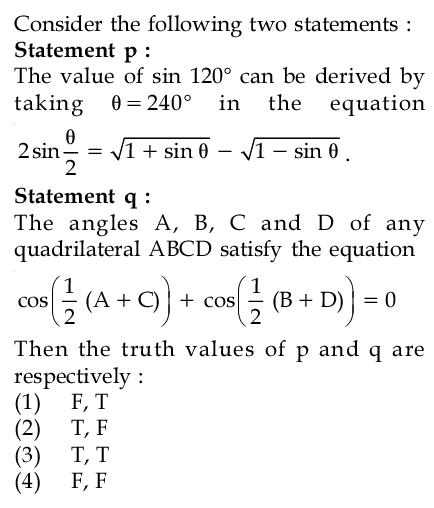 Consider the following two statements :
Statement p :
The value of sin 120° can be derived by
taking θ = 240° in the equation
2 sin θ/2 = √(1 + sin θ) − √(1 − sin θ) .
Statement q :
The angles A, B, C and D of any
quadrilateral ABCD satisfy the equation
cos(1/2 (A + C)) + cos(1/2 (B + D)) = 0
Then the truth values of p and q are
respectively :
(1) F, T
(2) T, F
(3) T, T
(4) F, F